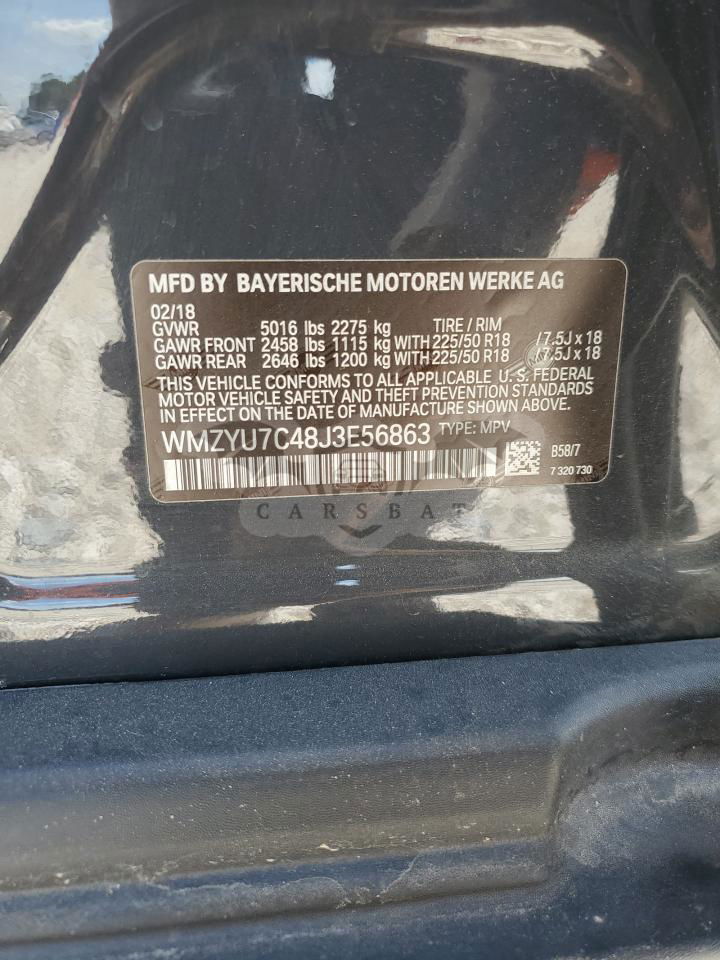 MFD BY BAYERISCHE MOTOREN WERKE AG
02/18
GVWR 5016 lbs 2275 kg TIRE / RIM
GAWR FRONT 2458 lbs 1115 kg WITH 225/50 R18 /7.5J x 18
GAWR REAR 2646 lbs 1200 kg WITH 225/50 R18 /7.5J x 18
THIS VEHICLE CONFORMS TO ALL APPLICABLE U. S. FEDERAL
MOTOR VEHICLE SAFETY AND THEFT PREVENTION STANDARDS
IN EFFECT ON THE DATE OF MANUFACTURE SHOWN ABOVE.
WMZYU7C48J3E56863 TYPE: MPV
B58/7
7 320 730
CARSBAT